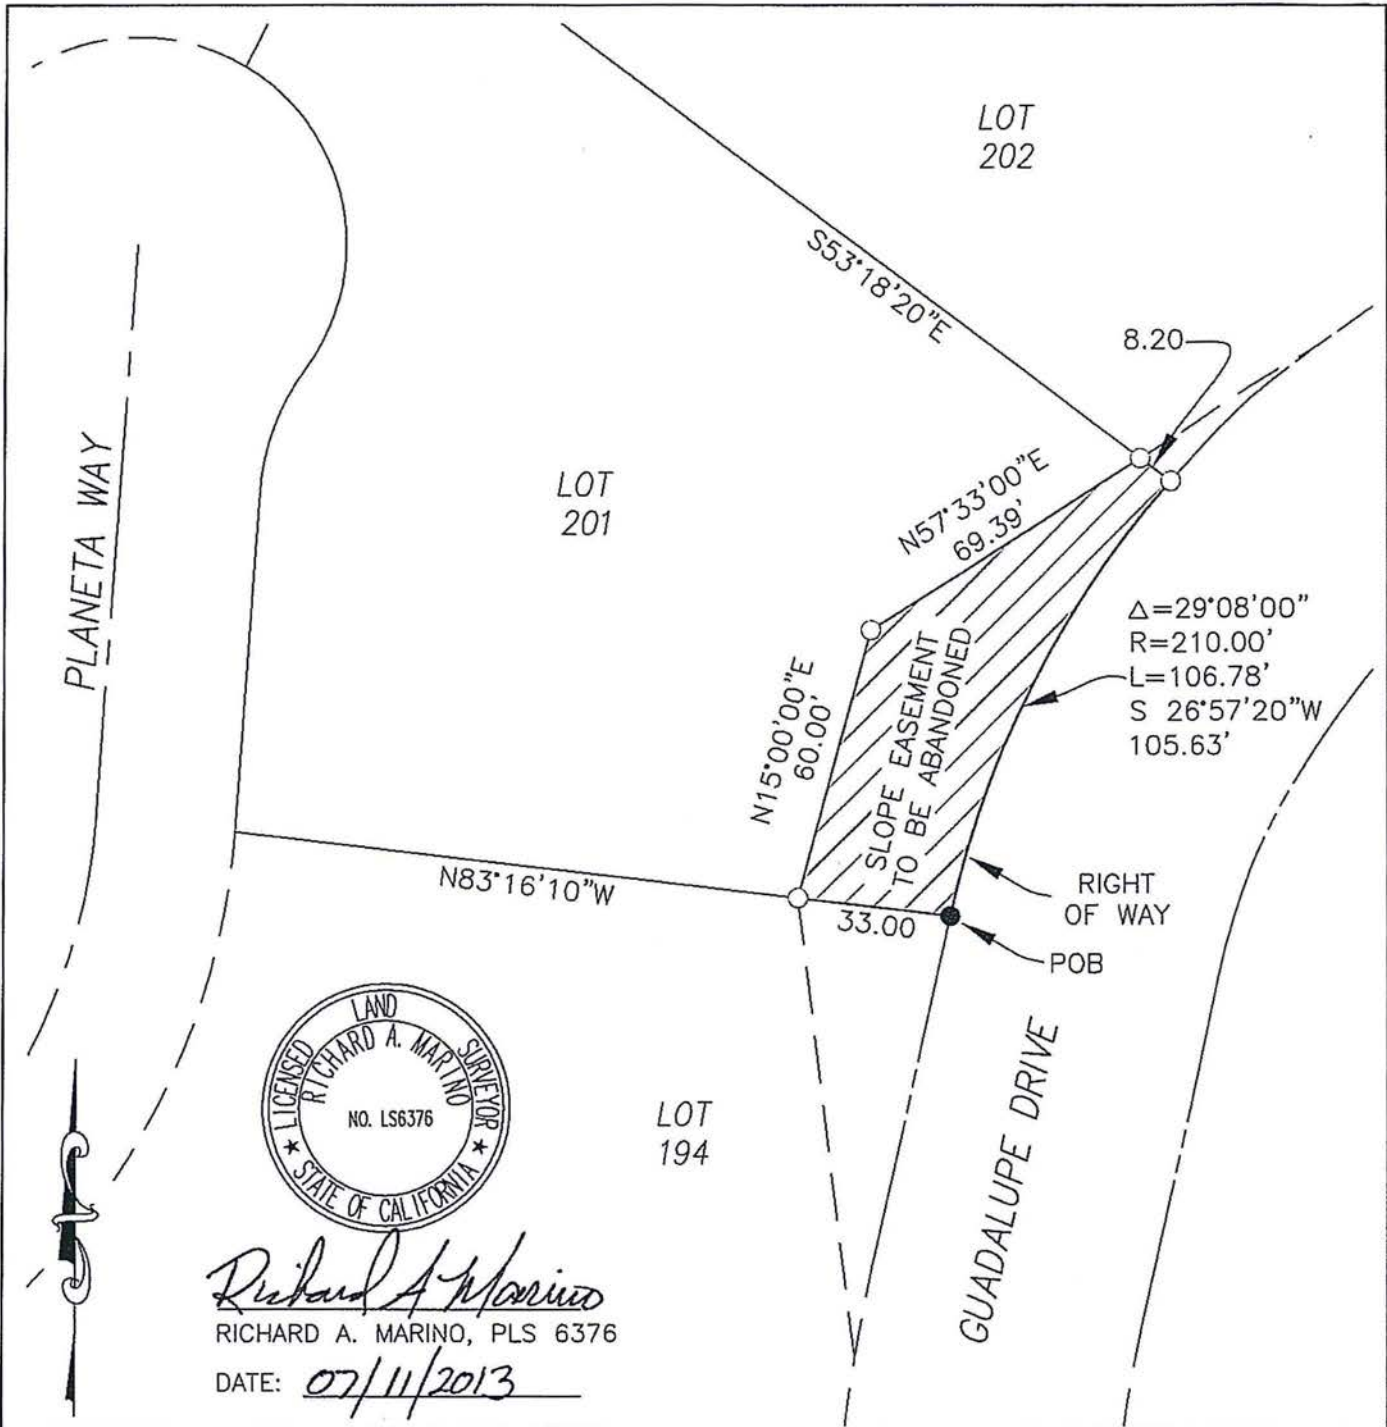 LOT
202
S53°18'20"E
8.20
PLANETA WAY
LOT
201
N57°33'00"E
69.39'
Δ=29°08'00"
R=210.00'
L=106.78'
S 26°57'20"W
105.63'
N15°00'00"E
60.00'
SLOPE EASEMENT
TO BE ABANDONED
N83°16'10"W
33.00
RIGHT
OF WAY
POB
LICENSED LAND SURVEYOR
RICHARD A. MARINO
NO. LS6376
★ STATE OF CALIFORNIA ★
LOT
194
GUADALUPE DRIVE
Richard A Marino
RICHARD A. MARINO, PLS 6376
DATE: 07/11/2013